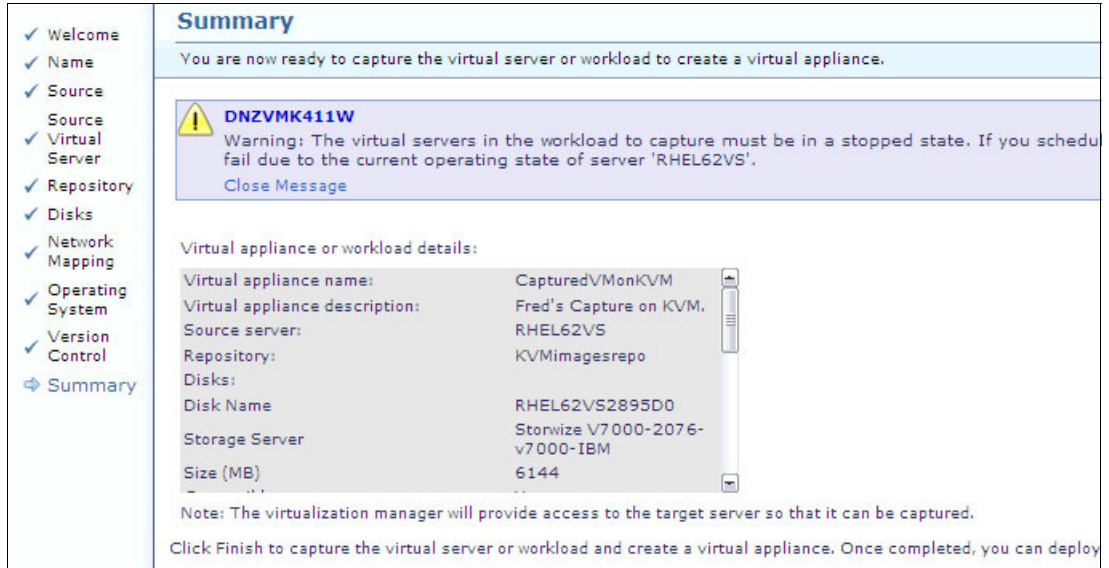 Welcome
Name
Source
Source
Virtual
Server
Repository
Disks
Network
Mapping
Operating
System
Version
Control
Summary
Summary
You are now ready to capture the virtual server or workload to create a virtual appliance.
DNZVMK411W
Warning: The virtual servers in the workload to capture must be in a stopped state. If you schedul
fail due to the current operating state of server 'RHEL62VS'.
Close Message
Virtual appliance or workload details:
Virtual appliance name: CapturedVMonKVM
Virtual appliance description: Fred's Capture on KVM.
Source server: RHEL62VS
Repository: KVMimagesrepo
Disks:
Disk Name RHEL62VS2895D0
Storage Server Storwize V7000-2076-
v7000-IBM
Size (MB) 6144
Note: The virtualization manager will provide access to the target server so that it can be captured.
Click Finish to capture the virtual server or workload and create a virtual appliance. Once completed, you can deploy